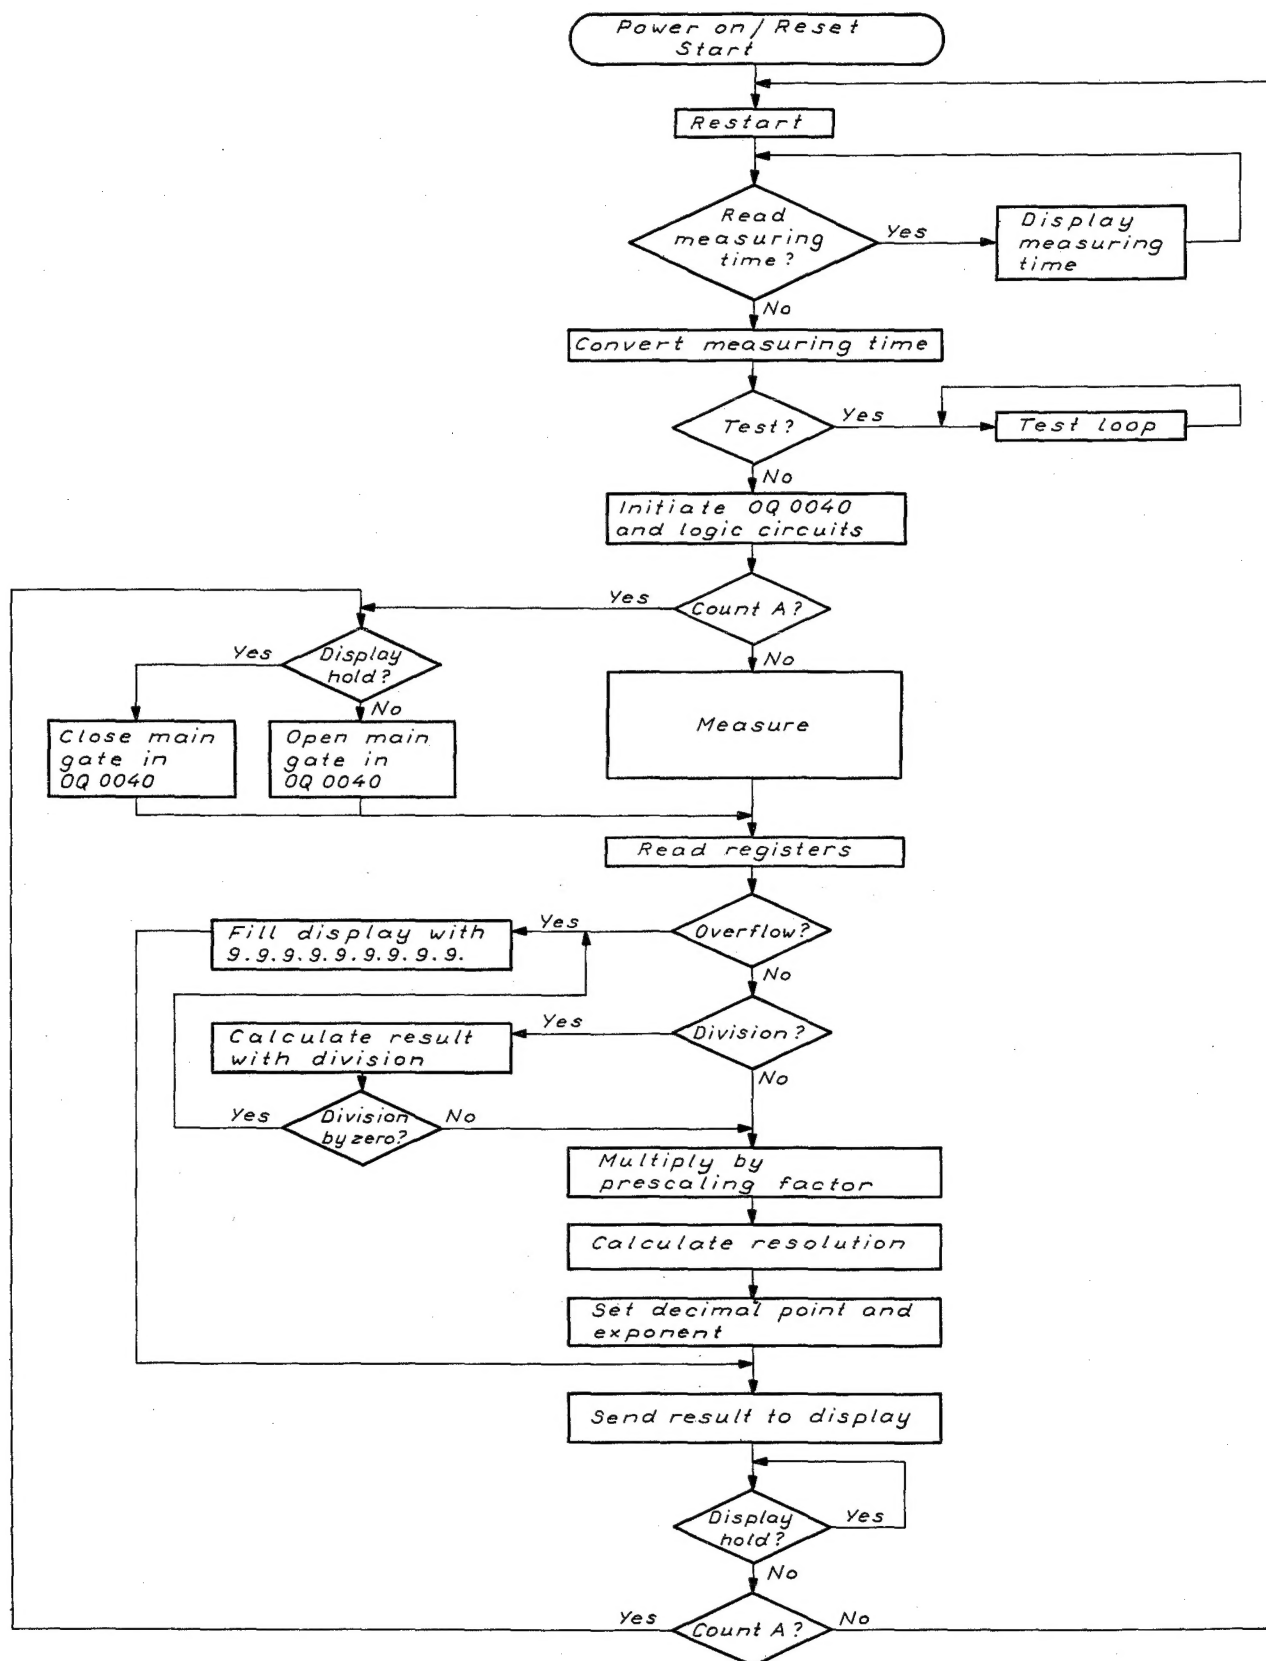 Power on / Reset
Start
Restart
Read
measuring
time?
Yes
Display
measuring
time
No
Convert measuring time
Test?
Yes
Test loop
No
Initiate OQ 0040
and logic circuits
Count A?
Yes
No
Display
hold?
Yes
No
Close main
gate in
OQ 0040
Open main
gate in
OQ 0040
Measure
Read registers
Overflow?
Yes
No
Fill display with
9.9.9.9.9.9.9.9.9.
Division?
Yes
No
Calculate result
with division
Division
by zero?
Yes
No
Multiply by
prescaling factor
Calculate resolution
Set decimal point and
exponent
Send result to display
Display
hold?
Yes
No
Count A?
Yes
No